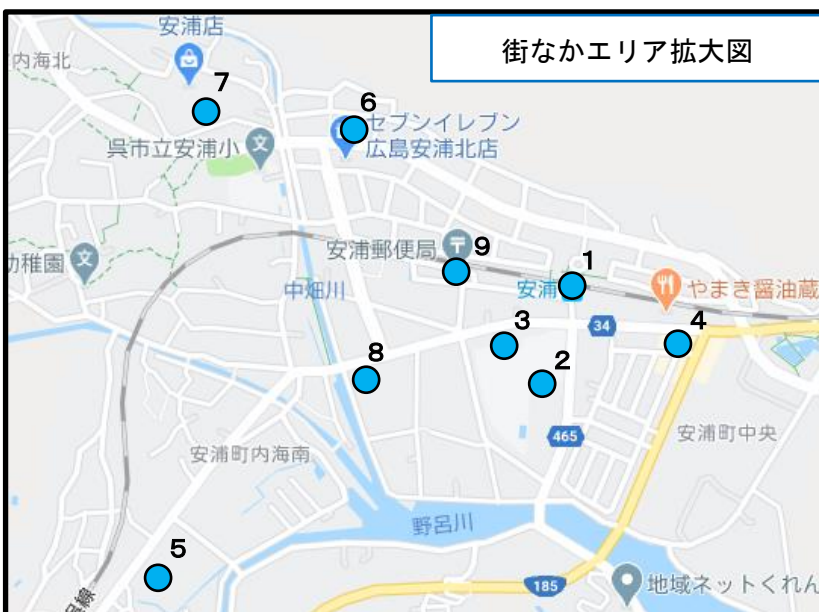 街なかエリア拡大図
安浦店
内海北
7
6
セブンイレブン
広島安浦北店
呉市立安浦小
文
安浦郵便局
9
幼稚園
文
中畑川
1
安浦
やまき醤油蔵
3
34
4
8
2
465
安浦町中央
安浦町内海南
野呂川
5
185
地域ネットくれん
呉線